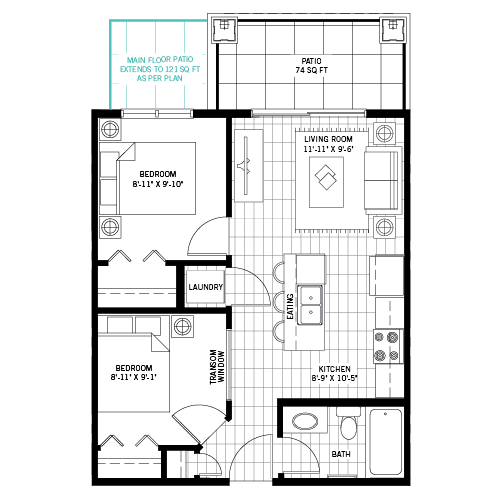 MAIN FLOOR PATIO
EXTENDS TO 121 SQ FT
AS PER PLAN
PATIO
74 SQ FT
LIVING ROOM
11'-11" X 9'-6"
BEDROOM
8'-11" X 9'-10"
LAUNDRY
EATING
TRANSOM
WINDOW
BEDROOM
8'-11" X 9'-1"
KITCHEN
8'-9" X 10'-5"
BATH